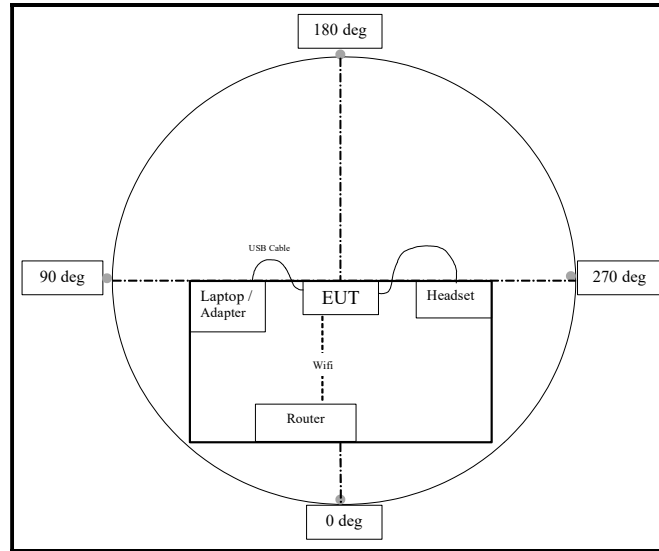 180 deg
USB Cable
90 deg
270 deg
Laptop /
Adapter
EUT
Headset
Wifi
Router
0 deg